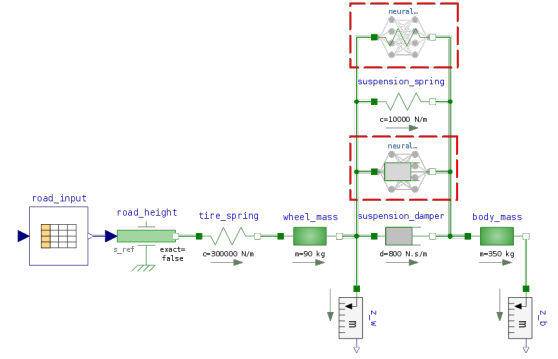 neural...
suspension_spring
c=10000 N/m
neural...
road_input
road_height
tire_spring
wheel_mass
suspension_damper
body_mass
s_ref
exact=
false
c=300000 N/m
m=90 kg
d=800 N.s/m
m=350 kg
m
z_w
m
z_b